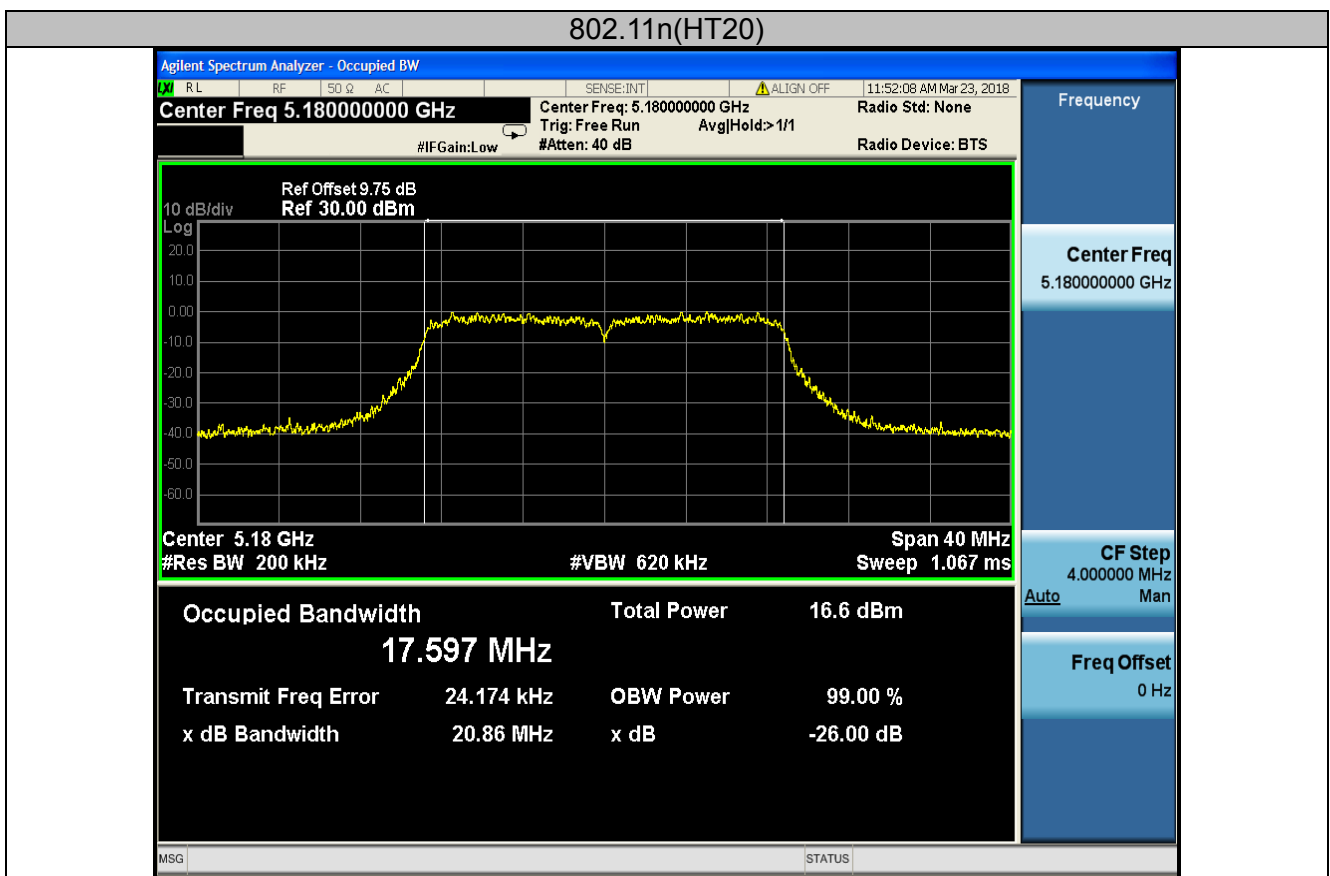 802.11n(HT20)
Agilent Spectrum Analyzer - Occupied BW
LXI RL RF 50 Ω AC SENSE:INT ALIGN OFF 11:52:08 AM Mar 23, 2018
Center Freq 5.180000000 GHz Center Freq: 5.180000000 GHz Radio Std: None
Trig: Free Run Avg|Hold:> 1/1
#IFGain:Low #Atten: 40 dB Radio Device: BTS
Frequency
Ref Offset 9.75 dB
10 dB/div Ref 30.00 dBm
Log
20.0
10.0
0.00
-10.0
-20.0
-30.0
-40.0
-50.0
-60.0
Center 5.18 GHz Span 40 MHz
#Res BW 200 kHz #VBW 620 kHz Sweep 1.067 ms
Center Freq
5.180000000 GHz
CF Step
4.000000 MHz
Auto Man
Freq Offset
0 Hz
Occupied Bandwidth Total Power 16.6 dBm
17.597 MHz
Transmit Freq Error 24.174 kHz OBW Power 99.00 %
x dB Bandwidth 20.86 MHz x dB -26.00 dB
MSG STATUS